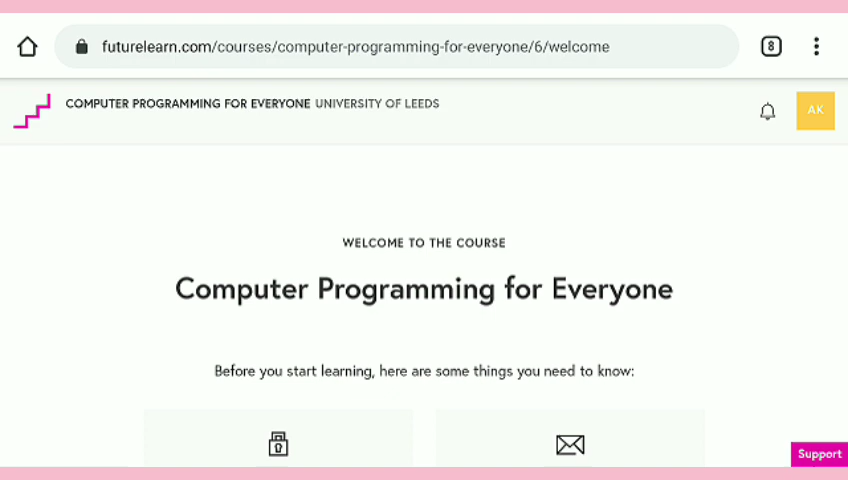 futurelearn.com/courses/computer-programming-for-everyone/6/welcome
8
COMPUTER PROGRAMMING FOR EVERYONE UNIVERSITY OF LEEDS
AK
WELCOME TO THE COURSE
Computer Programming for Everyone
Before you start learning, here are some things you need to know:
Support